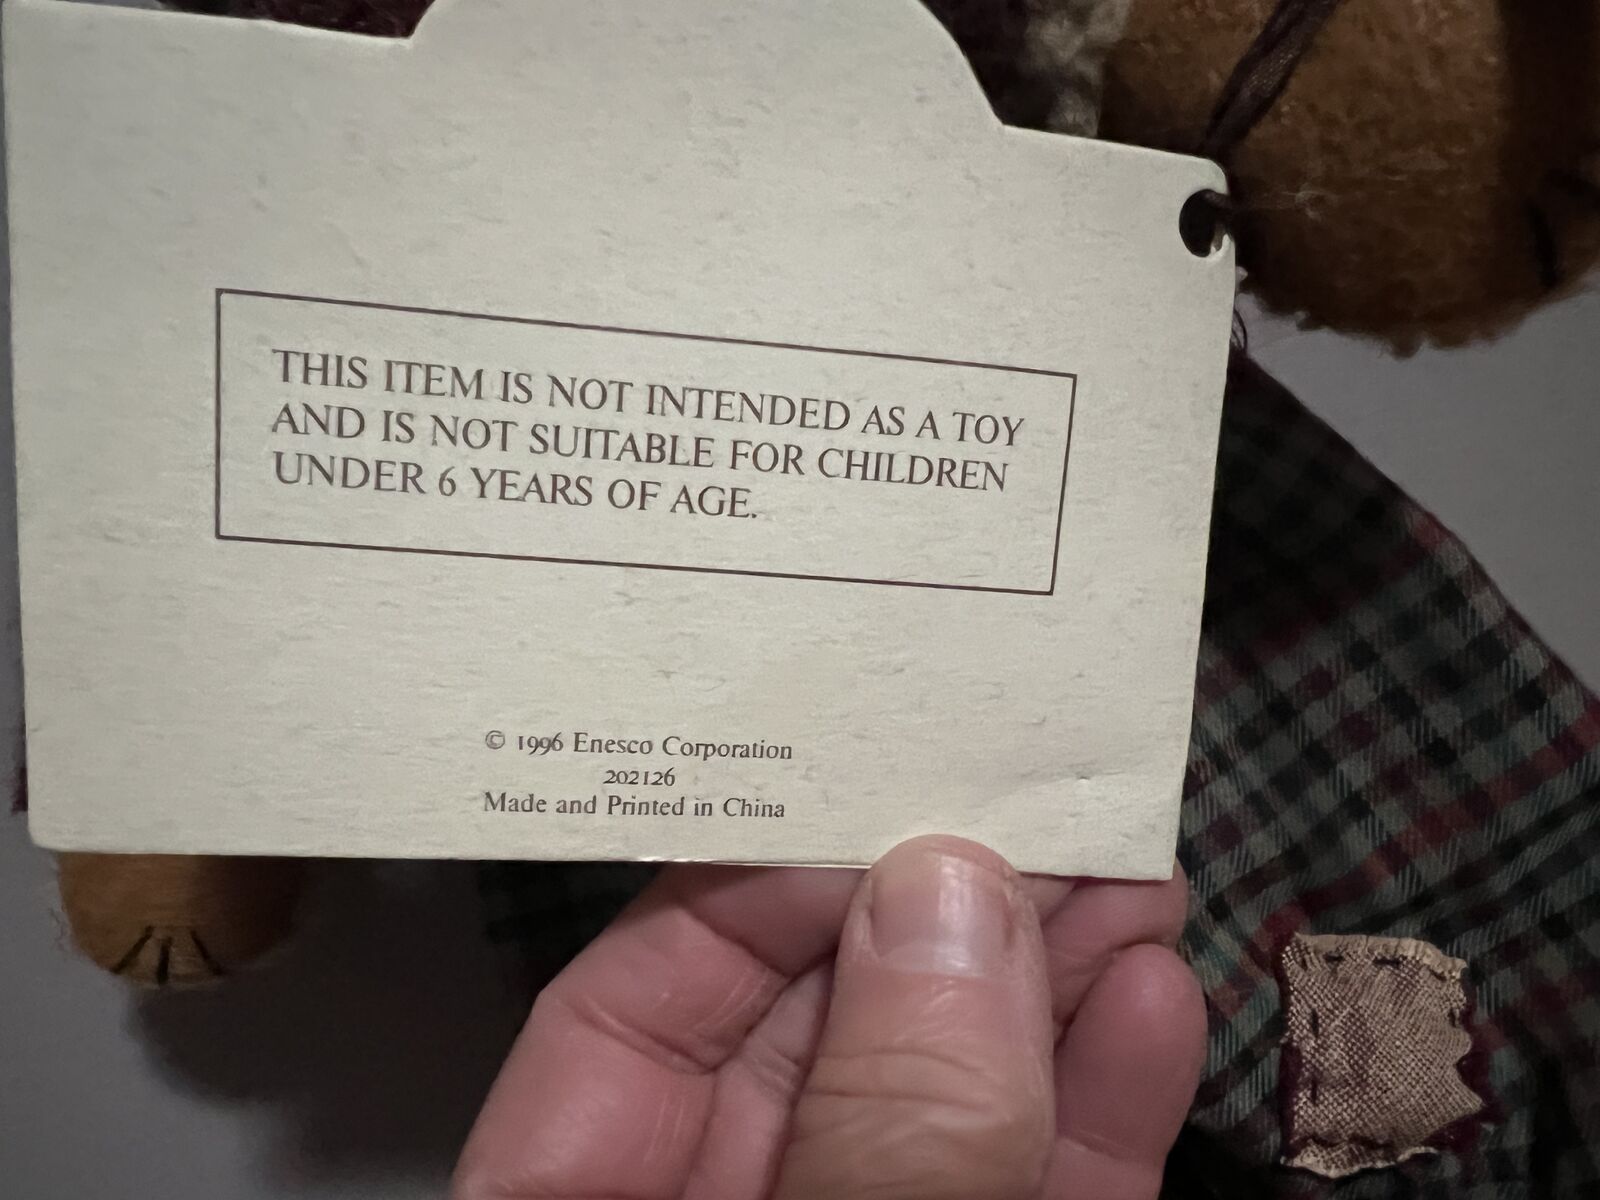 THIS ITEM IS NOT INTENDED AS A TOY
AND IS NOT SUITABLE FOR CHILDREN
UNDER 6 YEARS OF AGE.
© 1996 Enesco Corporation
202126
Made and Printed in China